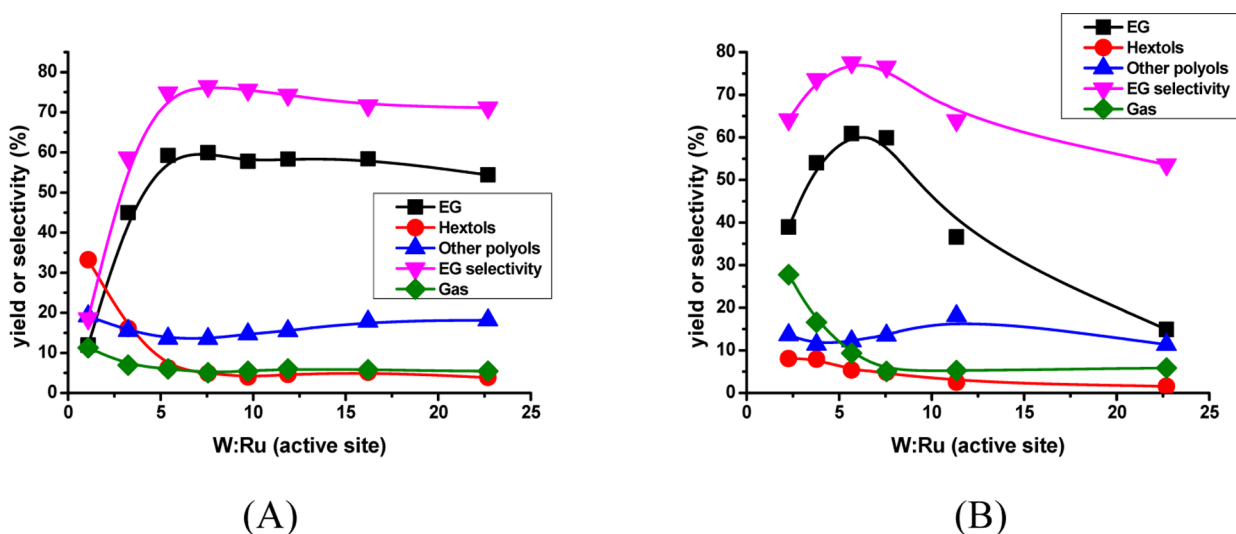 80
70
60
50
40
30
20
10
0
yield or selectivity (%)
EG
Hextols
Other polyols
EG selectivity
Gas
0 5 10 15 20 25
W:Ru (active site)
(A)
EG
Hextols
Other polyols
EG selectivity
Gas
80
70
60
50
40
30
20
10
0
yield or selectivity (%)
0 5 10 15 20 25
W:Ru (active site)
(B)